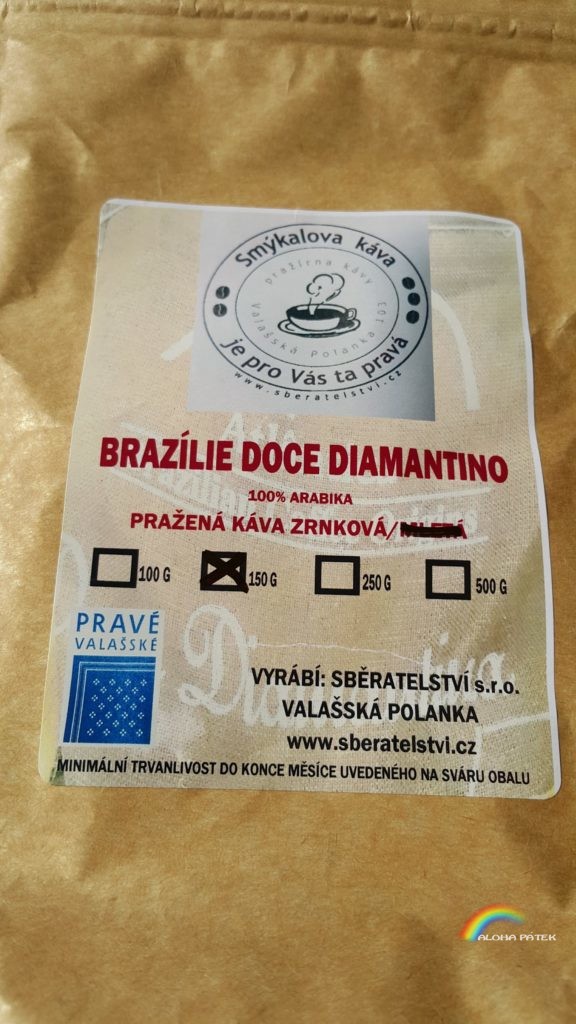 Smýkalova káva
pražírna kávy
Valašská Polanka 103
je pro Vás ta pravá
www.sberatelstvi.cz
BRAZÍLIE DOCE DIAMANTINO
100% ARABIKA
PRAŽENÁ KÁVA ZRNKOVÁ/MLETÁ
100 G 150 G 250 G 500 G
PRAVÉ
VALAŠSKÉ
VYRÁBÍ: SBĚRATELSTVÍ s.r.o.
VALAŠSKÁ POLANKA
www.sberatelstvi.cz
MINIMÁLNÍ TRVANLIVOST DO KONCE MĚSÍCE UVEDENÉHO NA SVÁRU OBALU
ALOHA PÁTEK